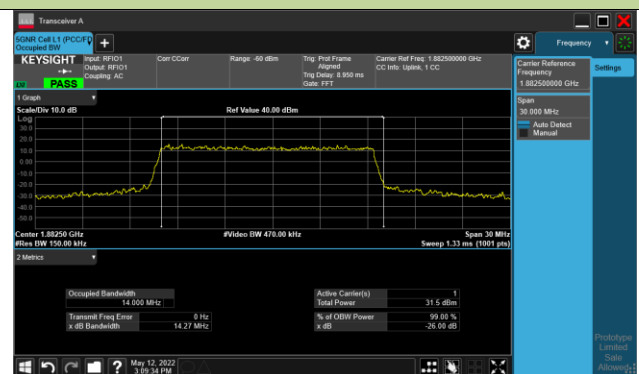 Transceiver A
5GNR Cell I,1 (PCC/FD
Occupied BW
Frequency
KEYSIGHT
Input: RFIO1
Output: RFIO1
Coupling: AC
Corr CCorr
Range: -60 dBm
Trig: Prot Frame
Aligned
Trig Delay: 8.950 ms
Gate: FFT
Carrier Ref Freq: 1.882500000 GHz
CC Info: Uplink, 1 CC
PASS
Carrier Reference
Frequency
1.882500000 GHz
Settings
Span
30.000 MHz
Auto Detect
Manual
1 Graph
Scale/Div 10.0 dB
Ref Value 40.00 dBm
Log
30.0
20.0
10.0
0.00
-10.0
-20.0
-30.0
-40.0
-50.0
Center 1.88250 GHz
#Video BW 470.00 kHz
Span 30 MHz
#Res BW 150.00 kHz
Sweep 1.33 ms (1001 pts)
2 Metrics
Occupied Bandwidth
14.000 MHz
Active Carrier(s) 1
Total Power 31.5 dBm
Transmit Freq Error 0 Hz
x dB Bandwidth 14.27 MHz
% of OBW Power 99.00 %
x dB -26.00 dB
Prototype
Limited
Sale
Allowed
May 12, 2022
3:09:34 PM